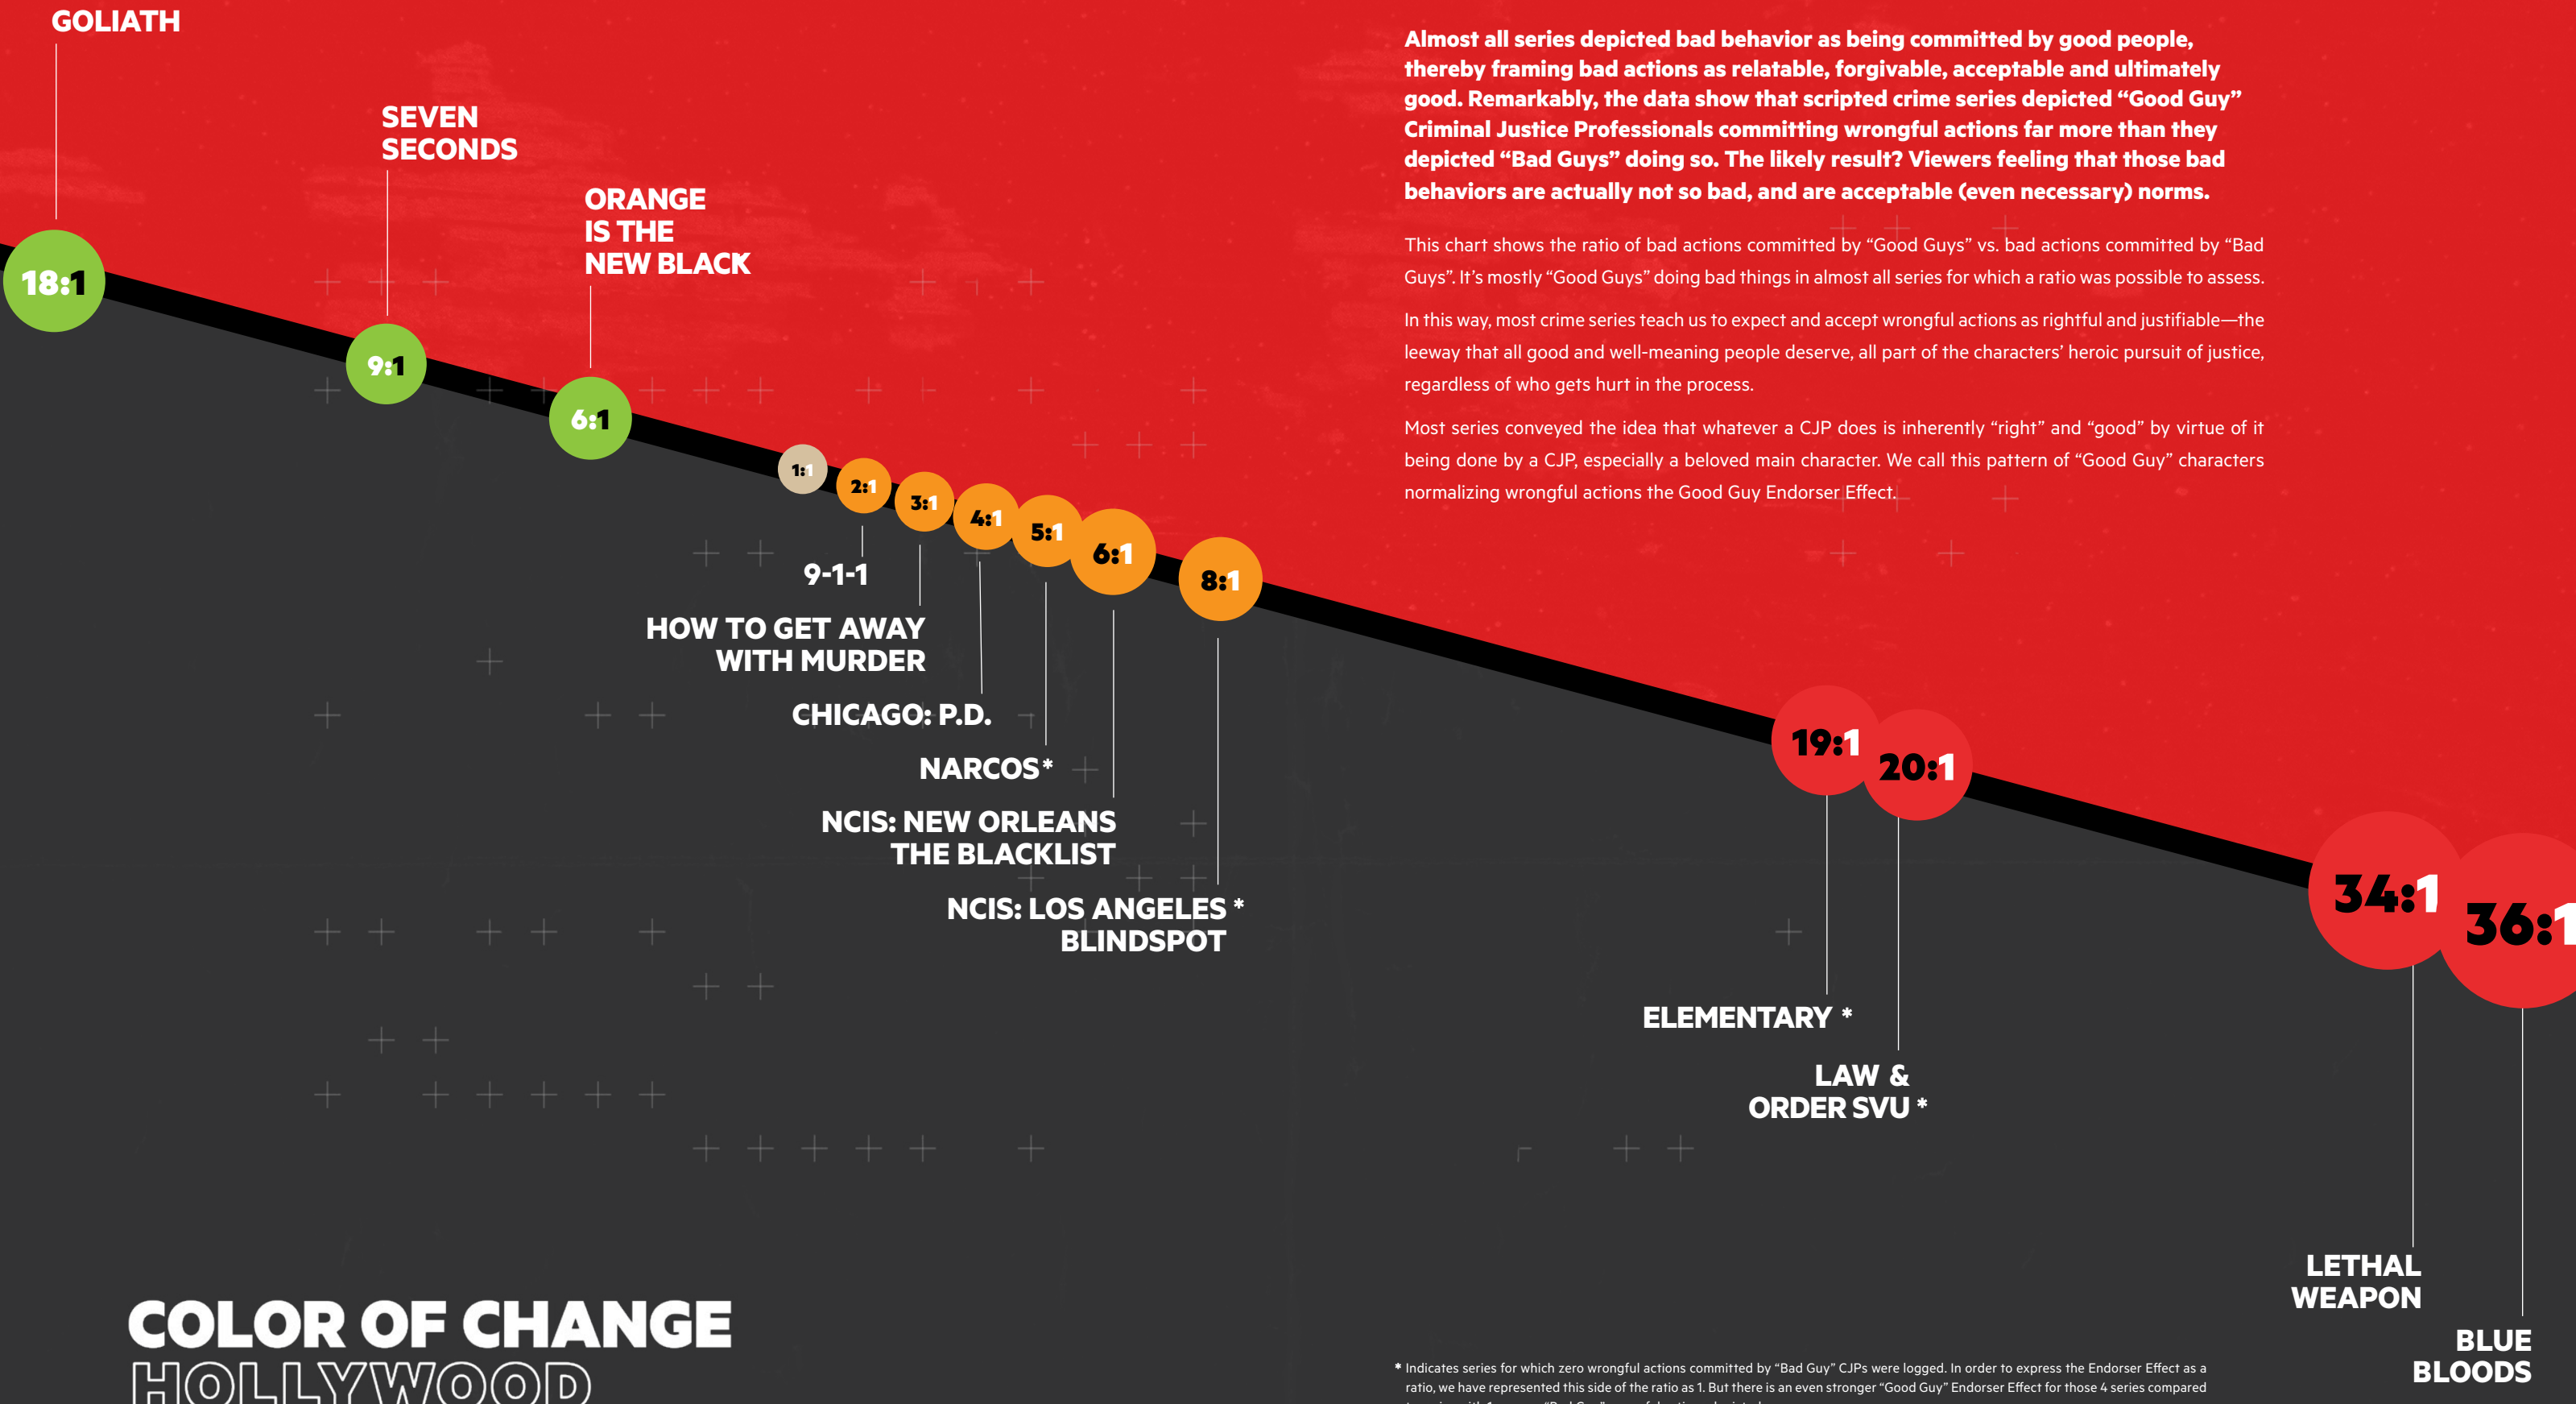 GOLIATH
SEVEN
SECONDS
ORANGE
IS THE
NEW BLACK
18:1
9:1
6:1
1:1
2:1
3:1
4:1
5:1
6:1
8:1
19:1
20:1
34:1
36:1
Almost all series depicted bad behavior as being committed by good people,
thereby framing bad actions as relatable, forgivable, acceptable and ultimately
good. Remarkably, the data show that scripted crime series depicted “Good Guy”
Criminal Justice Professionals committing wrongful actions far more than they
depicted “Bad Guys” doing so. The likely result? Viewers feeling that those bad
behaviors are actually not so bad, and are acceptable (even necessary) norms.
This chart shows the ratio of bad actions committed by “Good Guys” vs. bad actions committed by “Bad
Guys”. It’s mostly “Good Guys” doing bad things in almost all series for which a ratio was possible to assess.
In this way, most crime series teach us to expect and accept wrongful actions as rightful and justifiable—the
leeway that all good and well-meaning people deserve, all part of the characters’ heroic pursuit of justice,
regardless of who gets hurt in the process.
Most series conveyed the idea that whatever a CJP does is inherently “right” and “good” by virtue of it
being done by a CJP, especially a beloved main character. We call this pattern of “Good Guy” characters
normalizing wrongful actions the Good Guy Endorser Effect.
9-1-1
HOW TO GET AWAY
WITH MURDER
CHICAGO: P.D.
NARCOS*
NCIS: NEW ORLEANS
THE BLACKLIST
NCIS: LOS ANGELES *
BLINDSPOT
ELEMENTARY *
LAW &
ORDER SVU *
LETHAL
WEAPON
BLUE
BLOODS
COLOR OF CHANGE
HOLLYWOOD
* Indicates series for which zero wrongful actions committed by “Bad Guy” CJPs were logged. In order to express the Endorser Effect as a
ratio, we have represented this side of the ratio as 1. But there is an even stronger “Good Guy” Endorser Effect for those 4 series compared